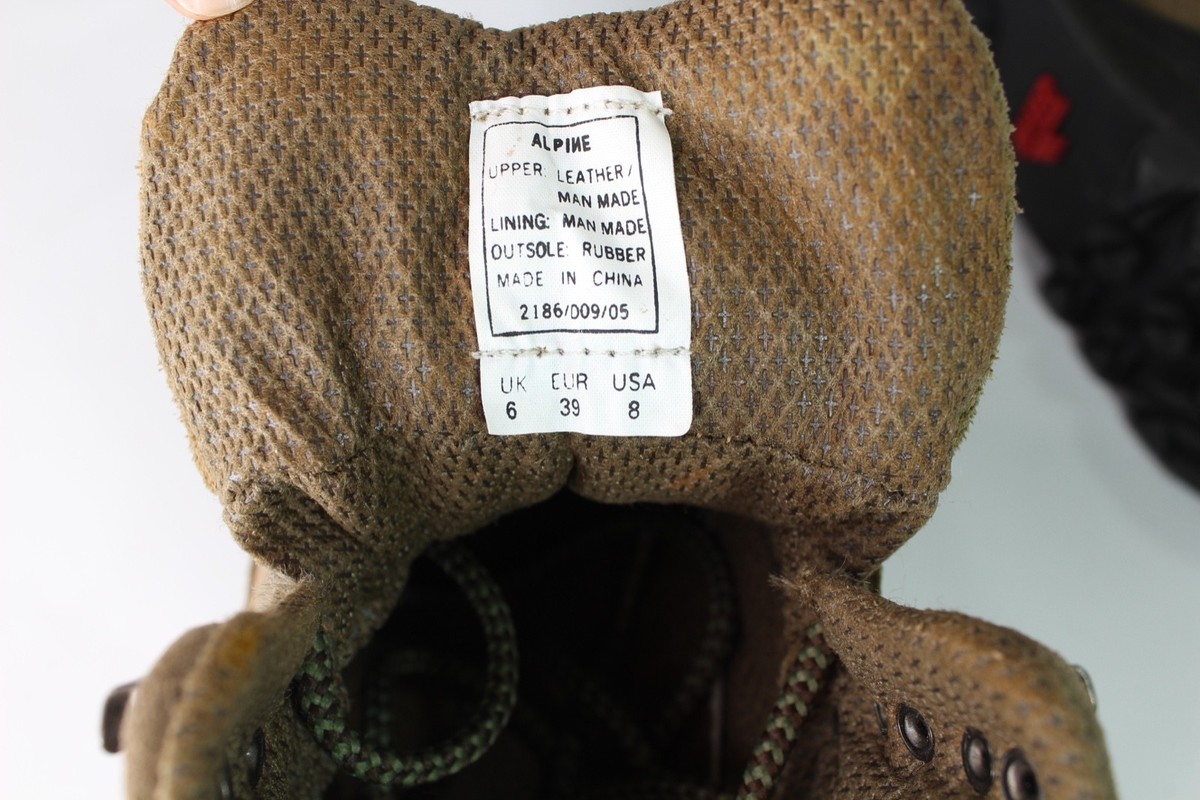 ALPINE
UPPER: LEATHER/
MAN MADE
LINING: MAN MADE
OUTSOLE: RUBBER
MADE IN CHINA
2186/D09/05
UK EUR USA
6 39 8